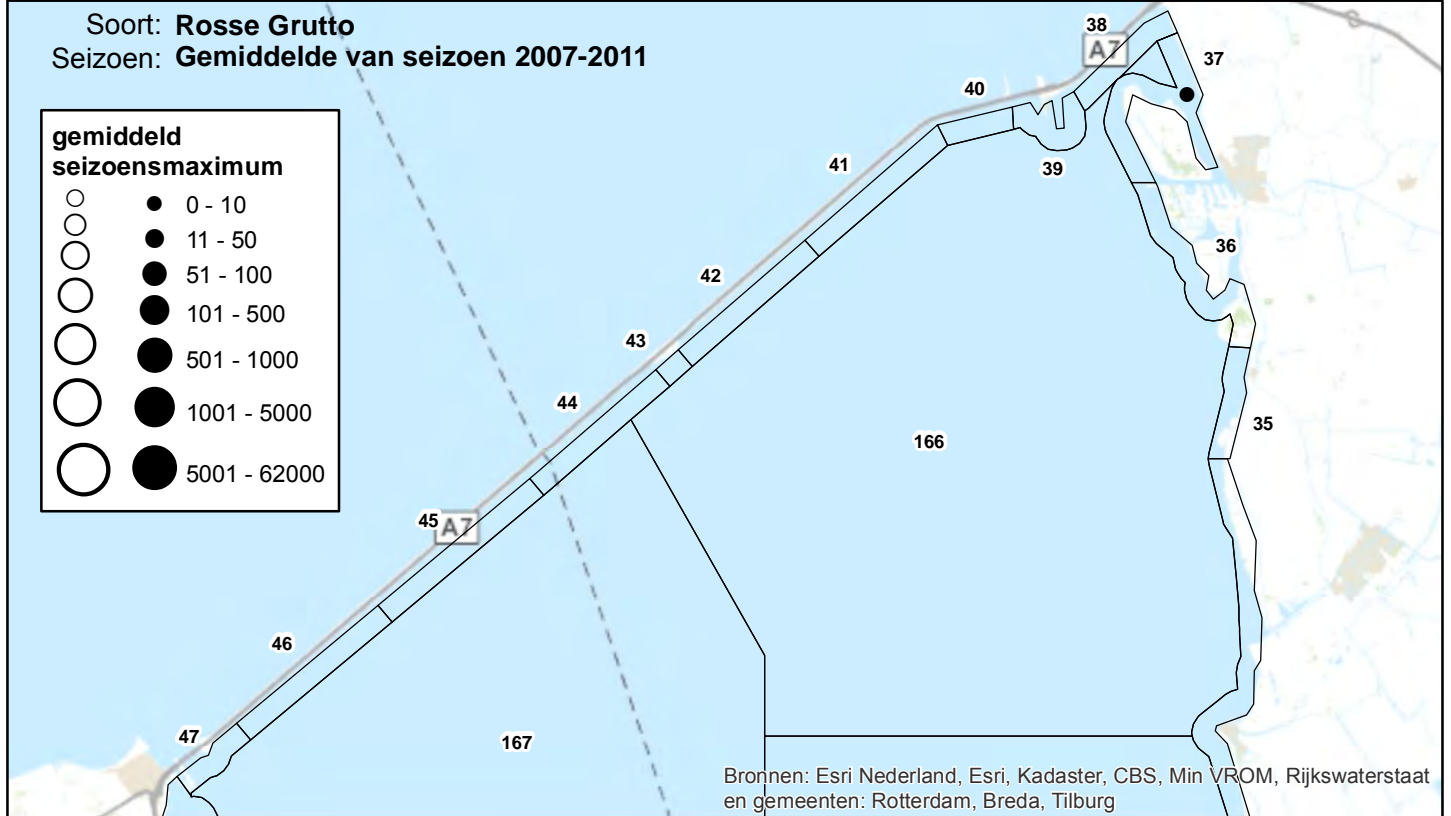 Soort: Rosse Grutto
Seizoen: Gemiddelde van seizoen 2007-2011
gemiddeld
seizoensmaximum
0 - 10
11 - 50
51 - 100
101 - 500
501 - 1000
1001 - 5000
5001 - 62000
38
A7
37
40
41
39
36
42
43
44
35
166
45
A7
46
47
167
Bronnen: Esri Nederland, Esri, Kadaster, CBS, Min VROM, Rijkswaterstaat
en gemeenten: Rotterdam, Breda, Tilburg